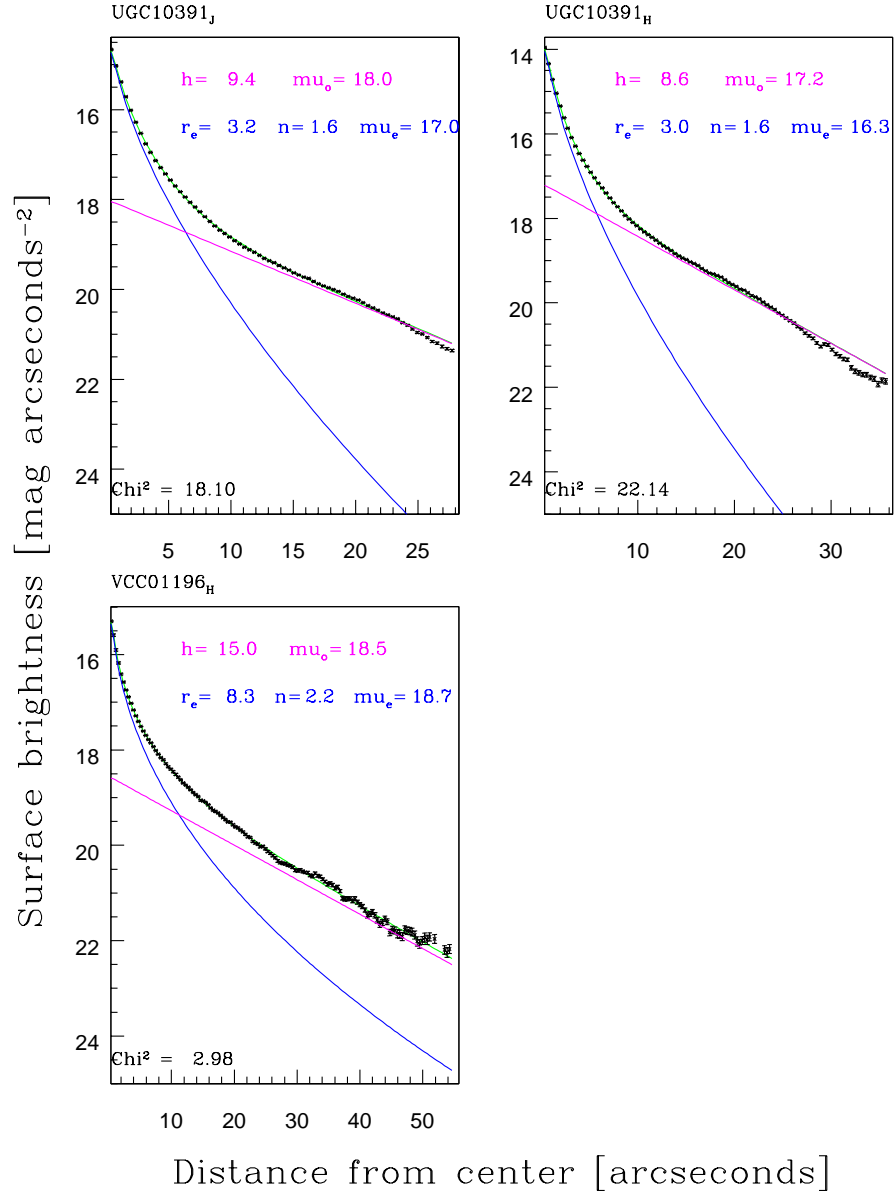 UGC10391J
UGC10391H
h= 9.4 muo= 18.0
re= 3.2 n=1.6 mue= 17.0
16
18
20
22
24
Chi² = 18.10
5 10 15 20 25
h= 8.6 muo= 17.2
re= 3.0 n=1.6 mue= 16.3
14
16
18
20
22
24
Chi² = 22.14
10 20 30
VCC01196H
h= 15.0 muo= 18.5
re= 8.3 n=2.2 mue= 18.7
16
18
20
22
24
Chi² = 2.98
10 20 30 40 50
Surface brightness [mag arcseconds⁻²]
Distance from center [arcseconds]